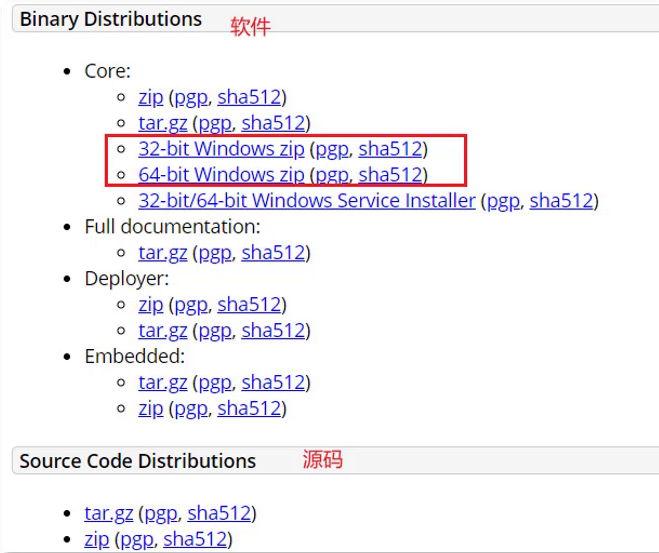 Binary Distributions 软件
Core:
zip (pgp, sha512)
tar.gz (pgp, sha512)
32-bit Windows zip (pgp, sha512)
64-bit Windows zip (pgp, sha512)
32-bit/64-bit Windows Service Installer (pgp, sha512)
Full documentation:
tar.gz (pgp, sha512)
Deployer:
zip (pgp, sha512)
tar.gz (pgp, sha512)
Embedded:
tar.gz (pgp, sha512)
zip (pgp, sha512)
Source Code Distributions 源码
tar.gz (pgp, sha512)
zip (pgp, sha512)